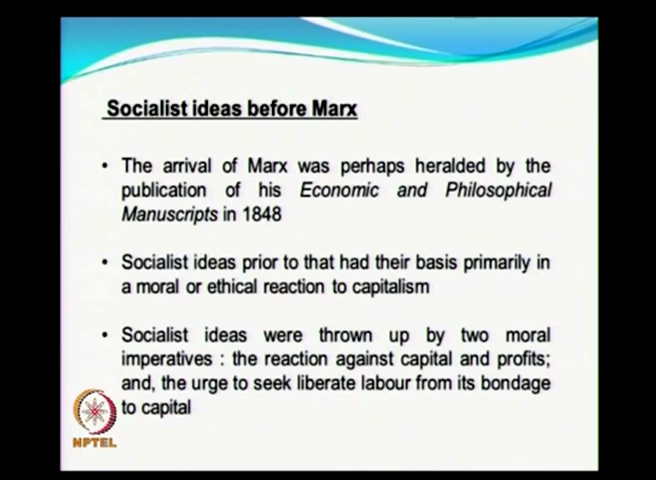 Socialist ideas before Marx
• The arrival of Marx was perhaps heralded by the
publication of his Economic and Philosophical
Manuscripts in 1848
• Socialist ideas prior to that had their basis primarily in
a moral or ethical reaction to capitalism
• Socialist ideas were thrown up by two moral
imperatives : the reaction against capital and profits;
and, the urge to seek liberate labour from its bondage
to capital
NPTEL